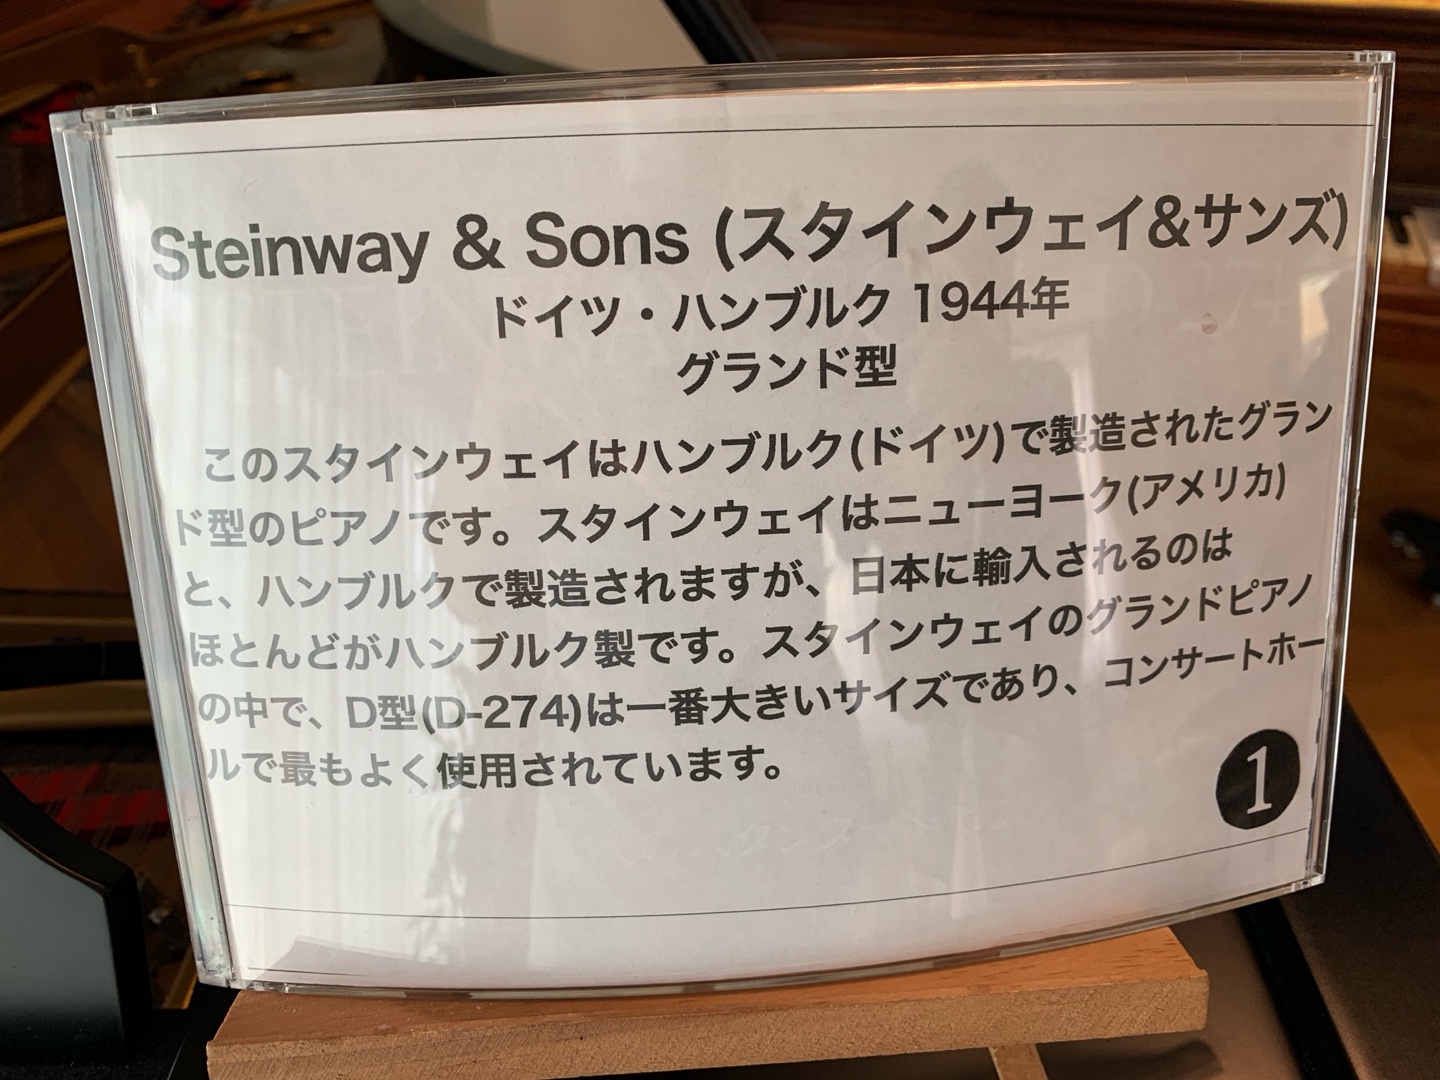 Steinway & Sons (スタインウェイ&サンズ)
ドイツ・ハンブルク 1944年
グランド型
このスタインウェイはハンブルク(ドイツ)で製造されたグラン
ド型のピアノです。スタインウェイはニューヨーク(アメリカ)
と、ハンブルクで製造されますが、日本に輸入されるのは
ほとんどがハンブルク製です。スタインウェイのグランドピアノ
の中で、D型(D-274)は一番大きいサイズであり、コンサートホー
ルで最もよく使用されています。
1